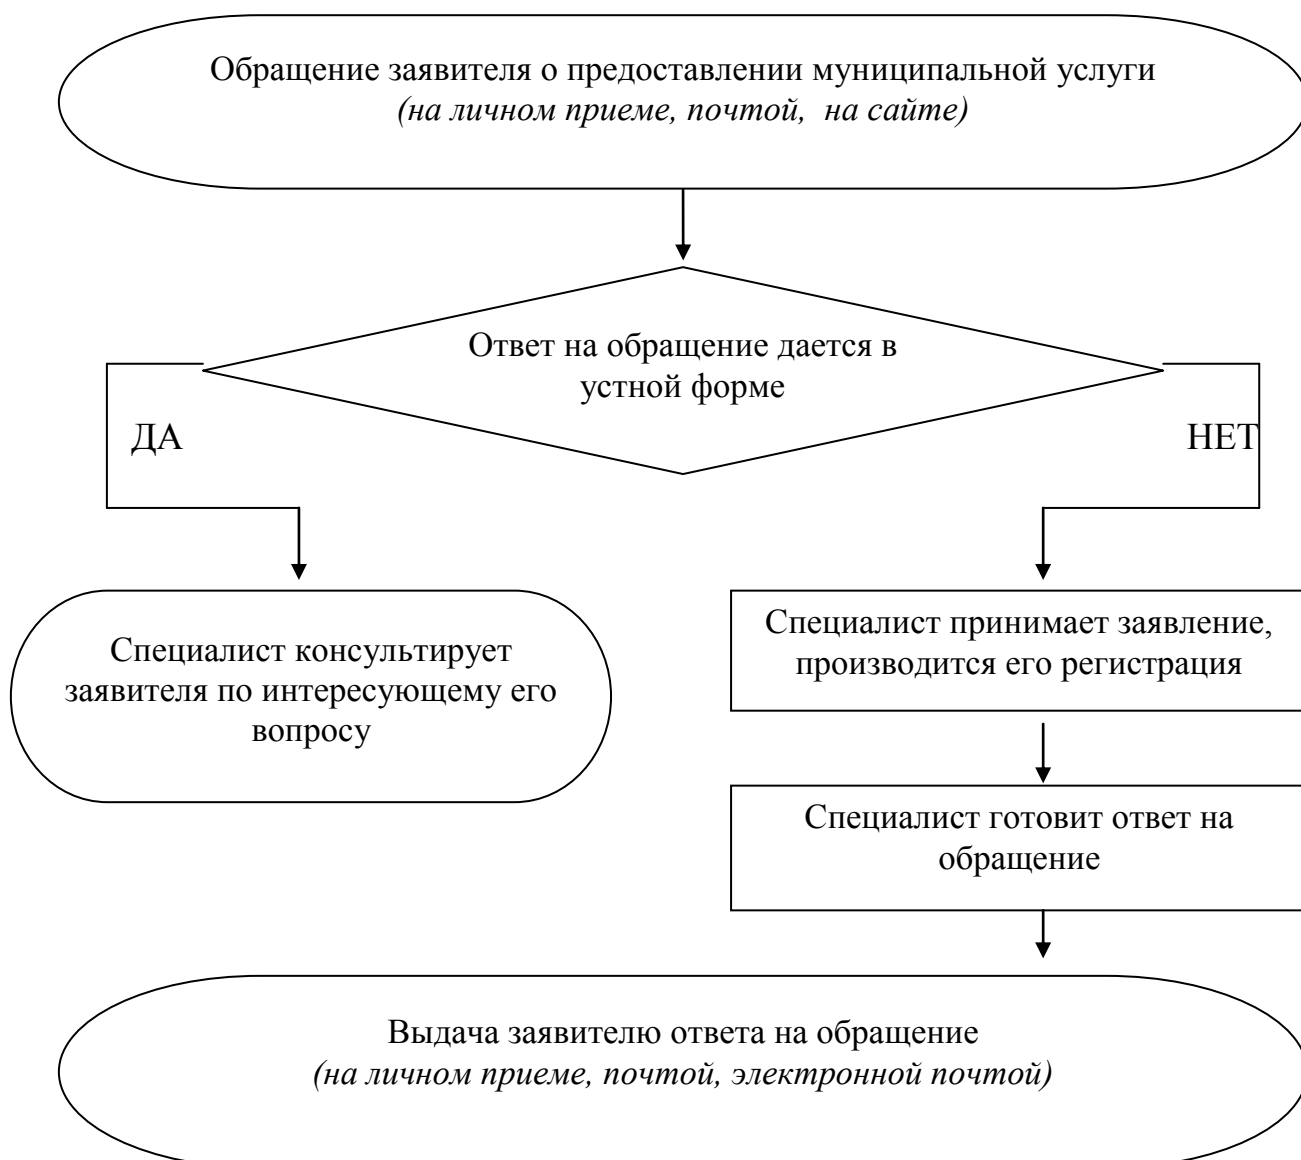 Обращение заявителя о предоставлении муниципальной услуги
(на личном приеме, почтой, на сайте)
Ответ на обращение дается в
устной форме
ДА
НЕТ
Специалист консультирует
заявителя по интересующему его
вопросу
Специалист принимает заявление,
производится его регистрация
Специалист готовит ответ на
обращение
Выдача заявителю ответа на обращение
(на личном приеме, почтой, электронной почтой)